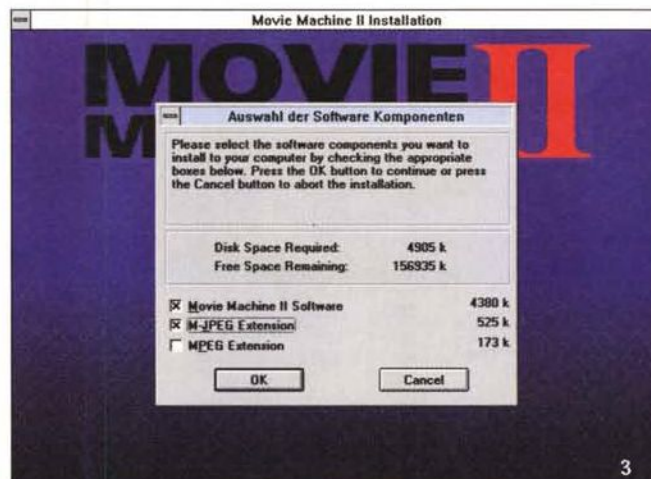 Movie Machine II Installation
MOVIE II
M
Auswahl der Software Komponenten
Please select the software components you want to
install to your computer by checking the appropriate
boxes below. Press the OK button to continue or press
the Cancel button to abort the installation.
Disk Space Required: 4905 k
Free Space Remaining: 156935 k
Movie Machine II Software 4380 k
M-JPEG Extension 525 k
MPEG Extension 173 k
OK Cancel
3